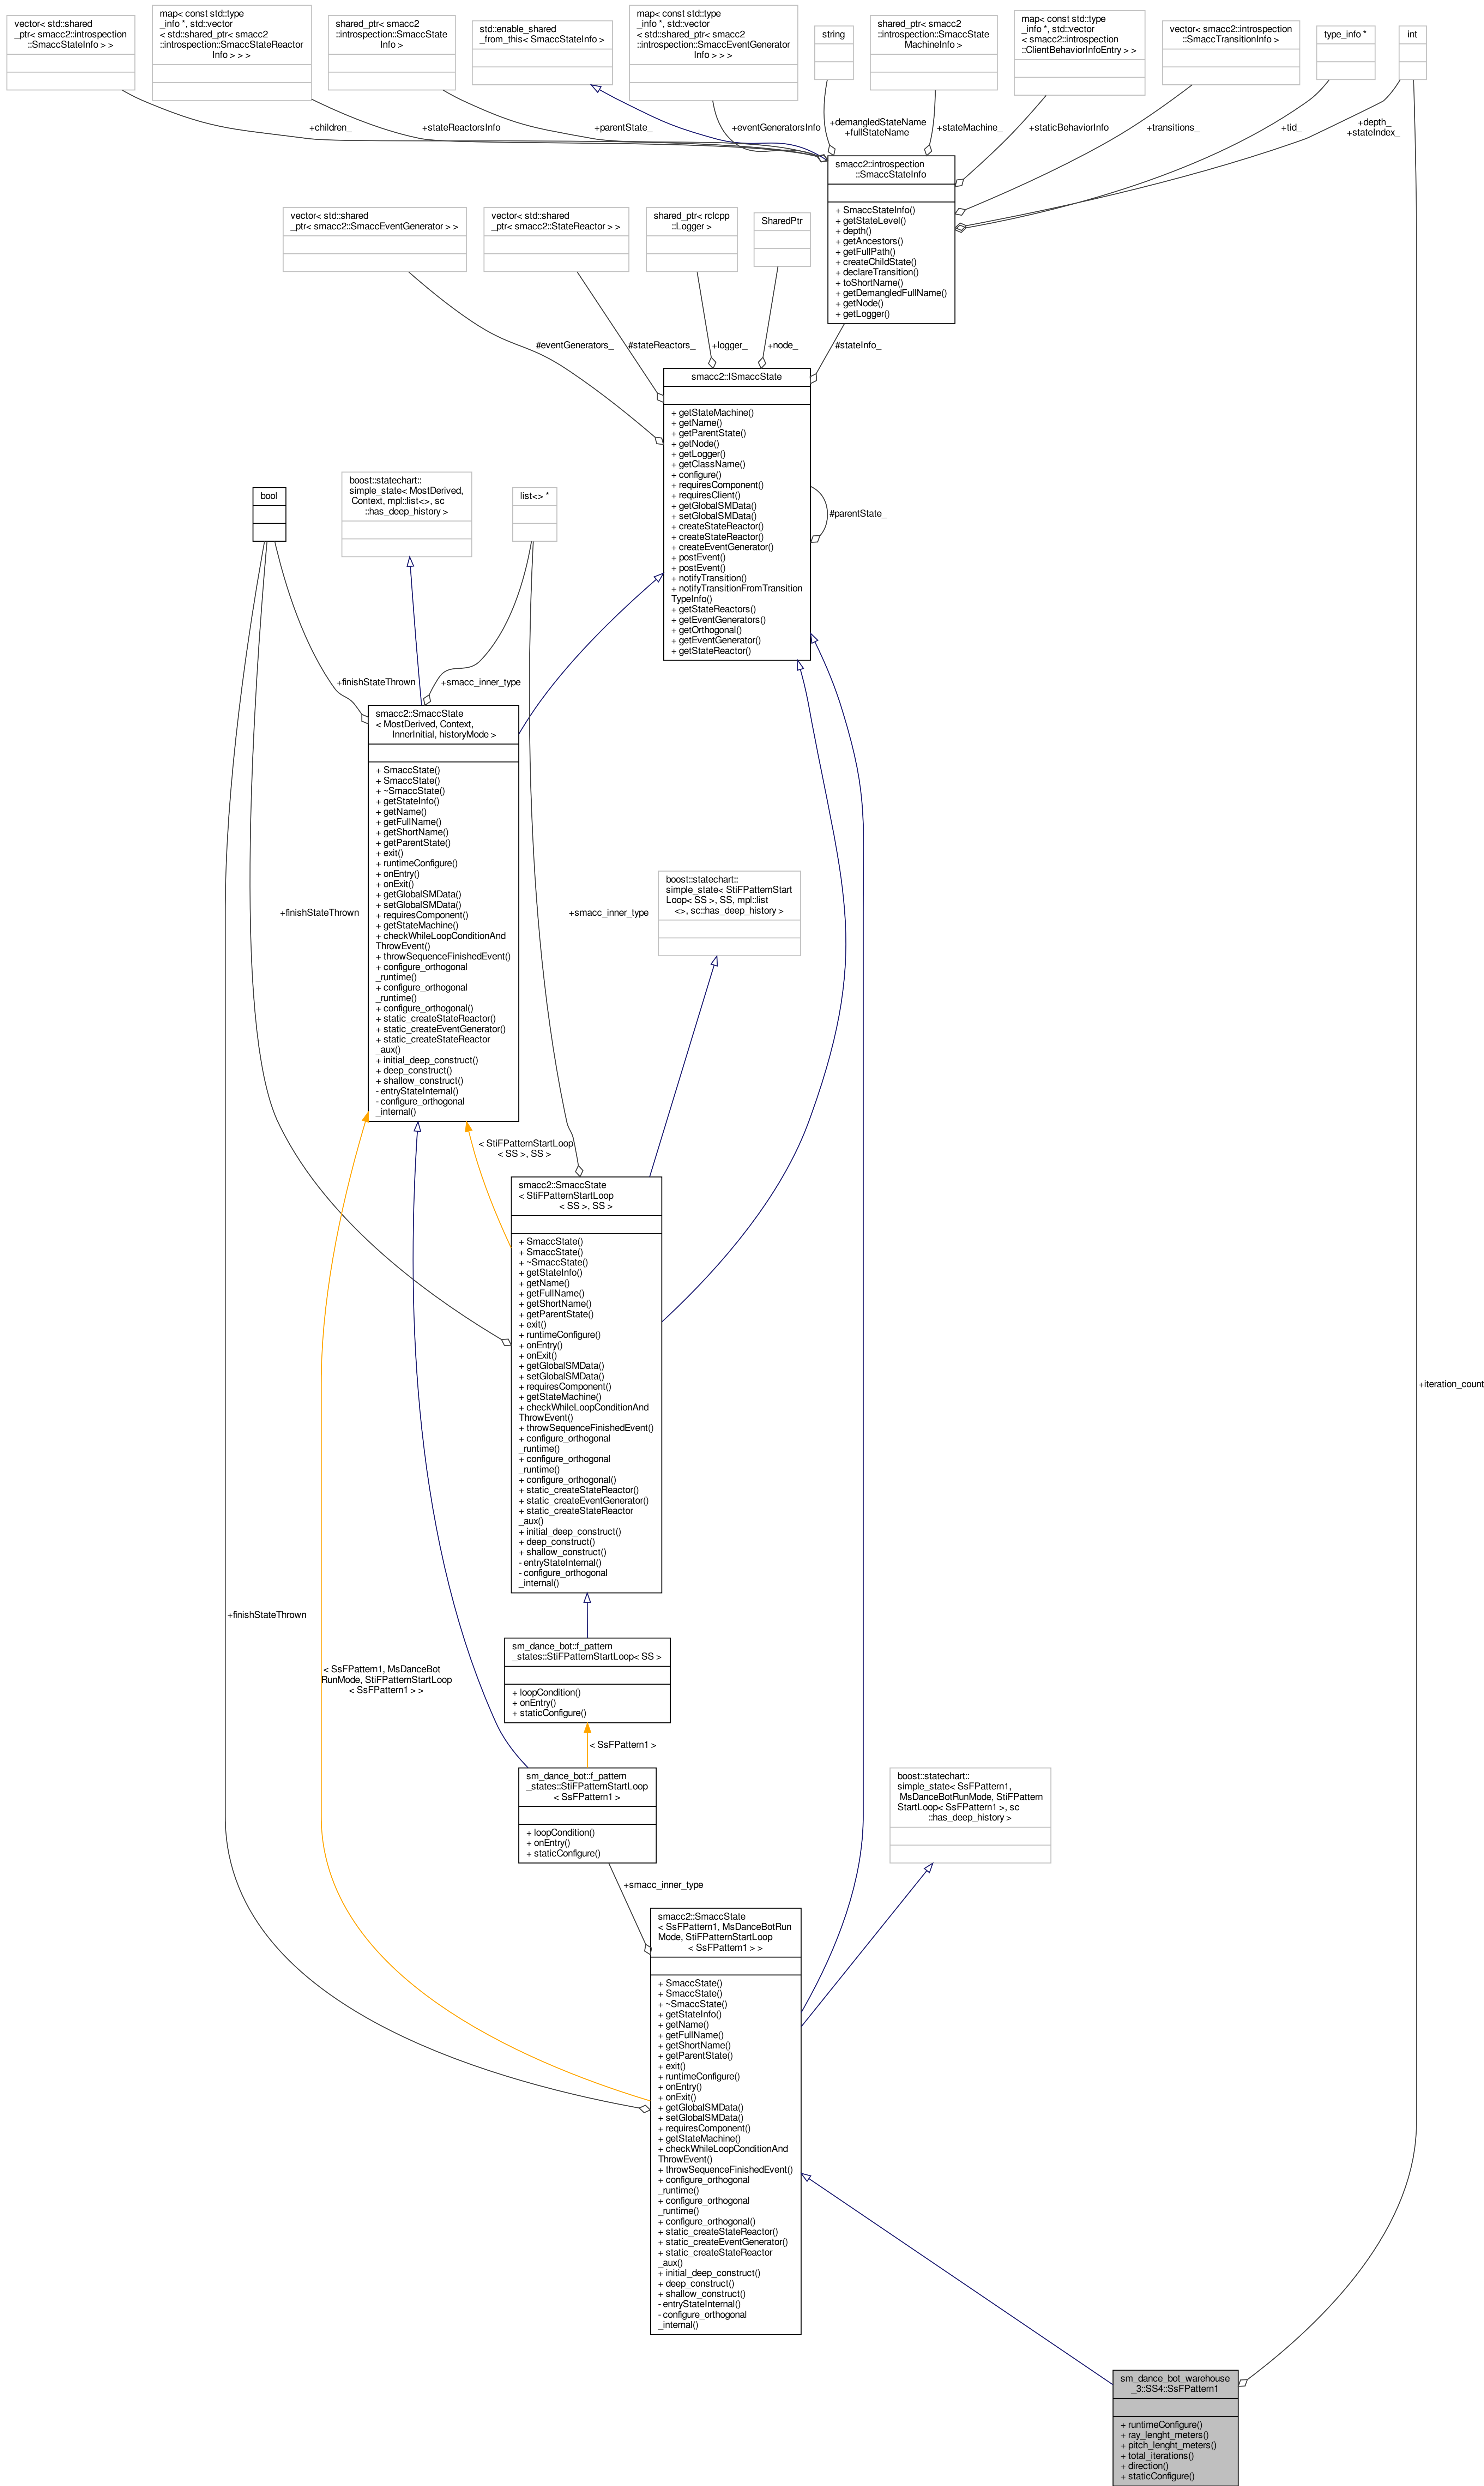 vector< std::shared
_ptr< smacc2::introspection
::SmaccStateInfo > >
map< const std::type
_info *, std::vector
< std::shared_ptr< smacc2
::introspection::SmaccStateReactor
Info > > >
shared_ptr< smacc2
::introspection::SmaccState
Info >
std::enable_shared
_from_this< SmaccStateInfo >
map< const std::type
_info *, std::vector
< std::shared_ptr< smacc2
::introspection::SmaccEventGenerator
Info > > >
string
shared_ptr< smacc2
::introspection::SmaccState
MachineInfo >
map< const std::type
_info *, std::vector
< smacc2::introspection
::ClientBehaviorInfoEntry > >
vector< smacc2::introspection
::SmaccTransitionInfo >
type_info *
int
+children_
+stateReactorsInfo
+parentState_
+eventGeneratorsInfo
+demangledStateName
+fullStateName
+stateMachine_
+staticBehaviorInfo
+transitions_
+tid_
+depth_
+stateIndex_
smacc2::introspection
::SmaccStateInfo
+ SmaccStateInfo()
+ getStateLevel()
+ depth()
+ getAncestors()
+ getFullPath()
+ createChildState()
+ declareTransition()
+ toShortName()
+ getDemangledFullName()
+ getNode()
+ getLogger()
vector< std::shared
_ptr< smacc2::SmaccEventGenerator > >
vector< std::shared
_ptr< smacc2::StateReactor > >
shared_ptr< rclcpp
::Logger >
SharedPtr
#eventGenerators_
#stateReactors_
+logger_
+node_
#stateInfo_
smacc2::ISmaccState
+ getStateMachine()
+ getName()
+ getParentState()
+ getNode()
+ getLogger()
+ getClassName()
+ configure()
+ requiresComponent()
+ requiresClient()
+ getGlobalSMData()
+ setGlobalSMData()
+ createStateReactor()
+ createStateReactor()
+ createEventGenerator()
+ postEvent()
+ postEvent()
+ notifyTransition()
+ notifyTransitionFromTransition
TypeInfo()
+ getStateReactors()
+ getEventGenerators()
+ getOrthogonal()
+ getEventGenerator()
+ getStateReactor()
#parentState_
bool
boost::statechart::
simple_state< MostDerived,
Context, mpl::list<>, sc
::has_deep_history >
list<> *
+finishStateThrown
+smacc_inner_type
smacc2::SmaccState
< MostDerived, Context,
InnerInitial, historyMode >
+ SmaccState()
+ SmaccState()
+ ~SmaccState()
+ getStateInfo()
+ getName()
+ getFullName()
+ getShortName()
+ getParentState()
+ exit()
+ runtimeConfigure()
+ onEntry()
+ onExit()
+ getGlobalSMData()
+ setGlobalSMData()
+ requiresComponent()
+ getStateMachine()
+ checkWhileLoopConditionAnd
ThrowEvent()
+ throwSequenceFinishedEvent()
+ configure_orthogonal
_runtime()
+ configure_orthogonal
_runtime()
+ configure_orthogonal()
+ static_createStateReactor()
+ static_createEventGenerator()
+ static_createStateReactor
_aux()
+ initial_deep_construct()
+ deep_construct()
+ shallow_construct()
- entryStateInternal()
- configure_orthogonal
_internal()
boost::statechart::
simple_state< StiFPatternStart
Loop< SS >, SS, mpl::list
<>, sc::has_deep_history >
+finishStateThrown
+smacc_inner_type
< StiFPatternStartLoop
< SS >, SS >
smacc2::SmaccState
< StiFPatternStartLoop
< SS >, SS >
+ SmaccState()
+ SmaccState()
+ ~SmaccState()
+ getStateInfo()
+ getName()
+ getFullName()
+ getShortName()
+ getParentState()
+ exit()
+ runtimeConfigure()
+ onEntry()
+ onExit()
+ getGlobalSMData()
+ setGlobalSMData()
+ requiresComponent()
+ getStateMachine()
+ checkWhileLoopConditionAnd
ThrowEvent()
+ throwSequenceFinishedEvent()
+ configure_orthogonal
_runtime()
+ configure_orthogonal
_runtime()
+ configure_orthogonal()
+ static_createStateReactor()
+ static_createEventGenerator()
+ static_createStateReactor
_aux()
+ initial_deep_construct()
+ deep_construct()
+ shallow_construct()
- entryStateInternal()
- configure_orthogonal
_internal()
+iteration_count
+finishStateThrown
< SsFPattern1, MsDanceBot
RunMode, StiFPatternStartLoop
< SsFPattern1 > >
sm_dance_bot::f_pattern
_states::StiFPatternStartLoop< SS >
+ loopCondition()
+ onEntry()
+ staticConfigure()
< SsFPattern1 >
sm_dance_bot::f_pattern
_states::StiFPatternStartLoop
< SsFPattern1 >
+ loopCondition()
+ onEntry()
+ staticConfigure()
boost::statechart::
simple_state< SsFPattern1,
MsDanceBotRunMode, StiFPattern
StartLoop< SsFPattern1 >, sc
::has_deep_history >
+smacc_inner_type
smacc2::SmaccState
< SsFPattern1, MsDanceBotRun
Mode, StiFPatternStartLoop
< SsFPattern1 > >
+ SmaccState()
+ SmaccState()
+ ~SmaccState()
+ getStateInfo()
+ getName()
+ getFullName()
+ getShortName()
+ getParentState()
+ exit()
+ runtimeConfigure()
+ onEntry()
+ onExit()
+ getGlobalSMData()
+ setGlobalSMData()
+ requiresComponent()
+ getStateMachine()
+ checkWhileLoopConditionAnd
ThrowEvent()
+ throwSequenceFinishedEvent()
+ configure_orthogonal
_runtime()
+ configure_orthogonal
_runtime()
+ configure_orthogonal()
+ static_createStateReactor()
+ static_createEventGenerator()
+ static_createStateReactor
_aux()
+ initial_deep_construct()
+ deep_construct()
+ shallow_construct()
- entryStateInternal()
- configure_orthogonal
_internal()
sm_dance_bot_warehouse
_3::SS4::SsFPattern1
+ runtimeConfigure()
+ ray_lenght_meters()
+ pitch_lenght_meters()
+ total_iterations()
+ direction()
+ staticConfigure()